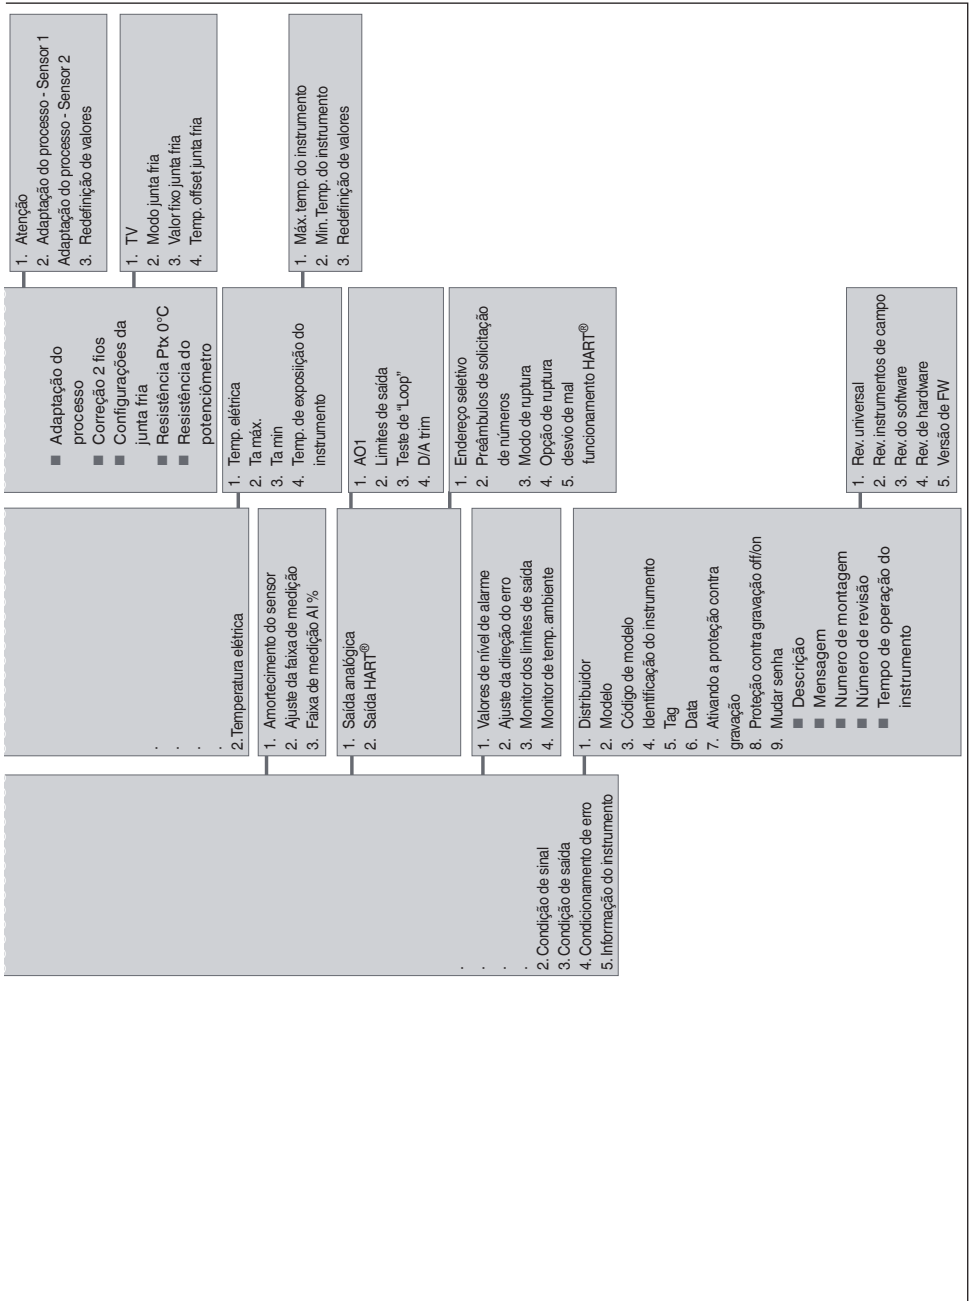 .
.
.
.
2. Condição de sinal
3. Condição de saída
4. Condicionamento de erro
5. Informação do instrumento
.
.
.
.
2. Temperatura elétrica
1. Amortecimento do sensor
2. Ajuste da faixa de medição
3. Faixa de medição AI %
1. Saída analógica
2. Saída HART®
1. Valores de nível de alarme
2. Ajuste da direção do erro
3. Monitor dos limites de saída
4. Monitor de temp. ambiente
1. Distribuidor
2. Modelo
3. Código de modelo
4. Identificação do instrumento
5. Tag
6. Data
7. Ativando a proteção contra
gravação
8. Proteção contra gravação off/on
9. Mudar senha
■ Descrição
■ Mensagem
■ Numero de montagem
■ Número de revisão
■ Tempo de operação do
instrumento
■ Adaptação do
processo
■ Correção 2 fios
■ Configurações da
junta fria
■ Resistência Ptx 0°C
■ Resistência do
potenciômetro
1. Temp. elétrica
2. Ta máx.
3. Ta min
4. Temp. de exposiição do
instrumento
1. AO1
2. Limites de saída
3. Teste de “Loop”
4. D/A trim
1. Endereço seletivo
2. Preâmbulos de solicitação
de números
3. Modo de ruptura
4. Opção de ruptura
5. desvio de mal
funcionamento HART®
1. Rev. universal
2. Rev. instrumentos de campo
3. Rev. do software
4. Rev. de hardware
5. Versão de FW
1. Atenção
2. Adaptação do processo - Sensor 1
Adaptação do processo - Sensor 2
3. Redefinição de valores
1. TV
2. Modo junta fria
3. Valor fixo junta fria
4. Temp. offset junta fria
1. Máx. temp. do instrumento
2. Min. Temp. do instrumento
3. Redefinição de valores